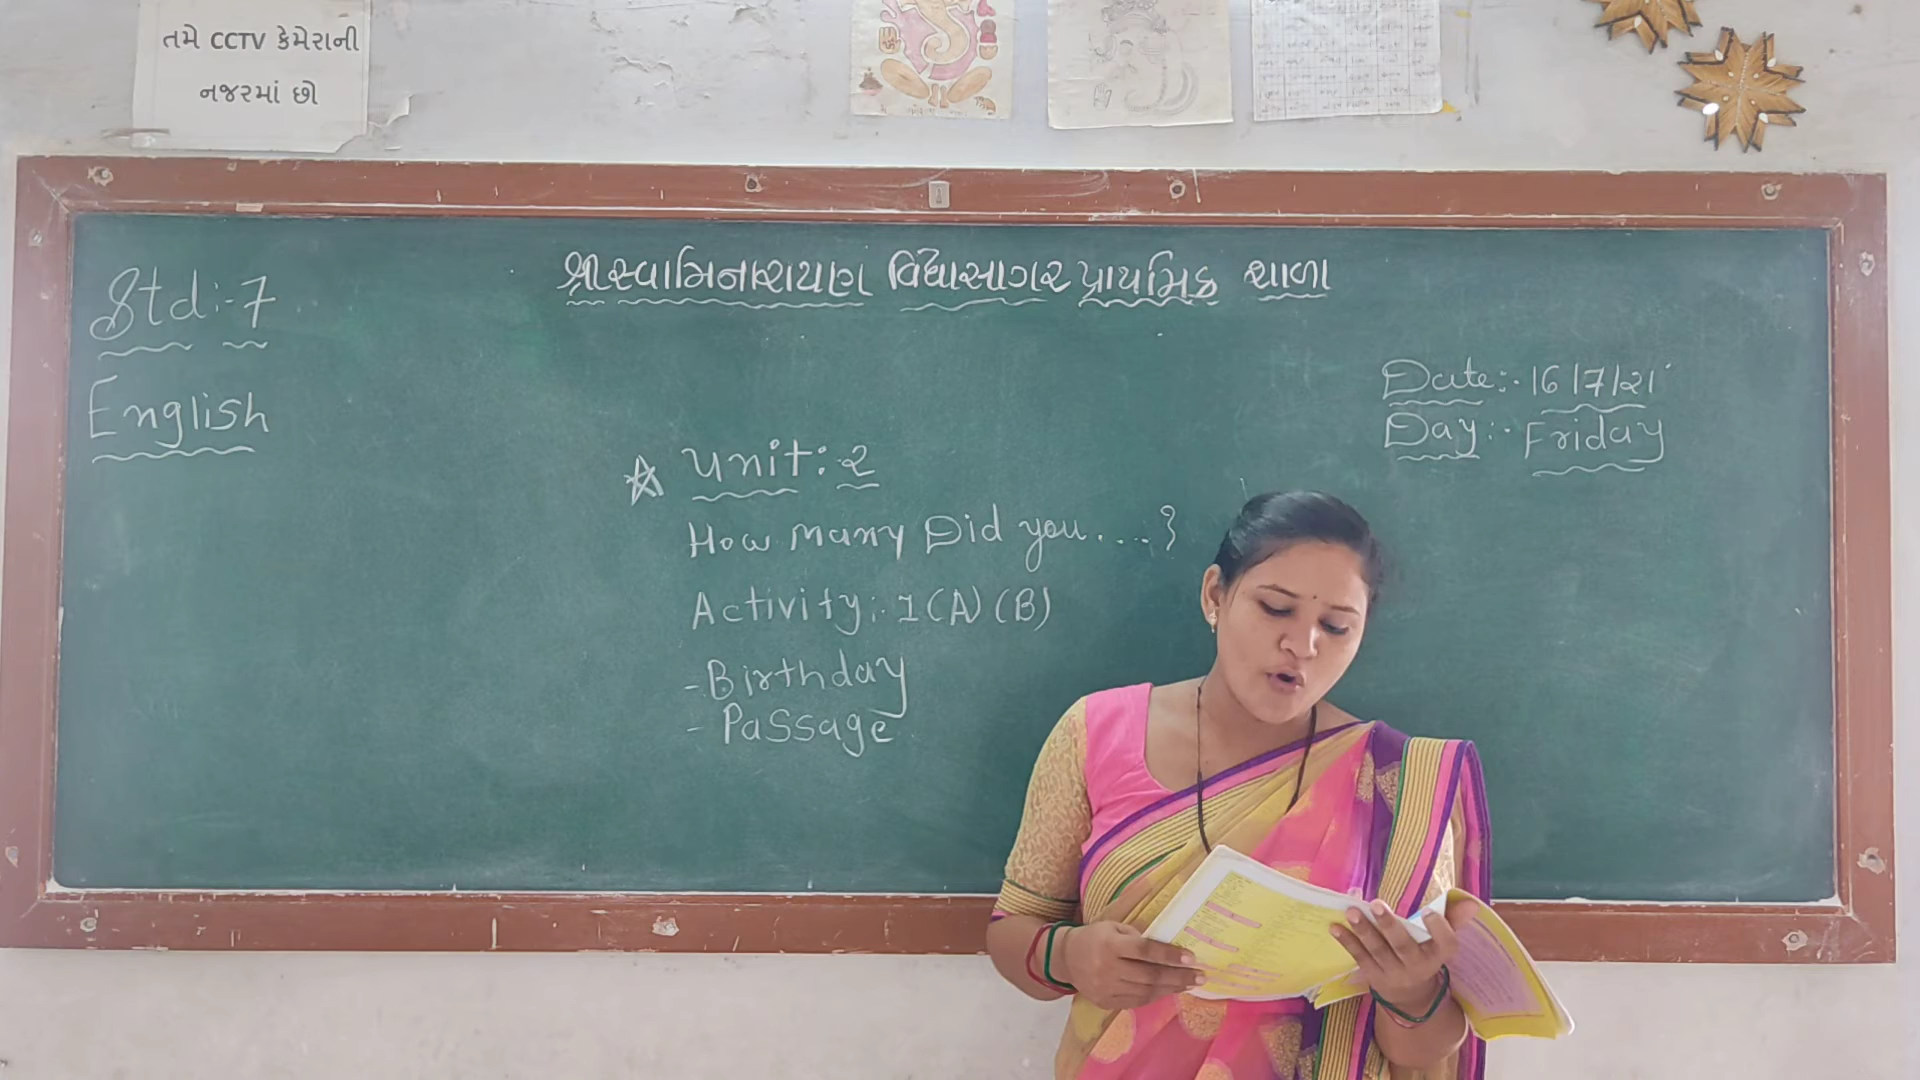 તમે CCTV કેમેરાની
નજરમાં છો
શ્રી સ્વામિનારાયણ વિદ્યાસાગર પ્રાથમિક શાળા
Std:-7
English
Date:- 16/7/21
Day:- Friday
Unit:-2
How many Did you....?
Activity:-1(A)(B)
-Birthday
-Passage